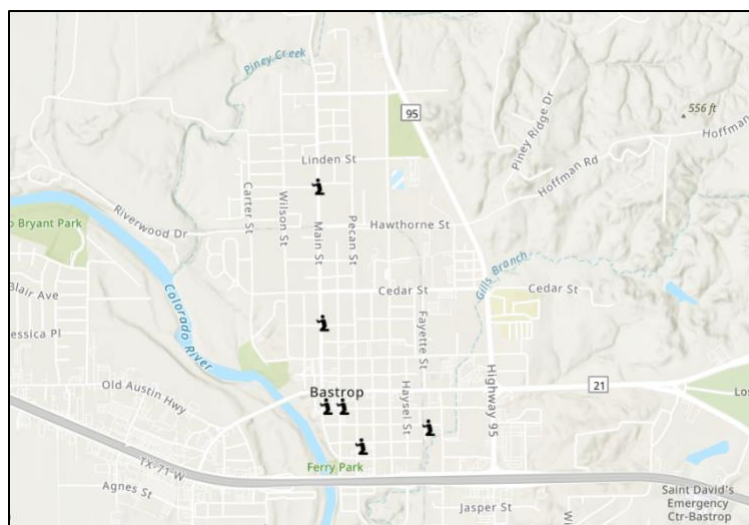 Piney Creek
95
556 ft
Piney Ridge Dr
Hoffman
Linden St
Hoffman Rd
Carter St
Wilson St
Main St
Pecan St
Riverwood Dr
o Bryant Park
Hawthorne St
Gills Branch
Blair Ave
Colorado River
Cedar St
Cedar St
Fayette St
essica Pl
Old Austin Hwy
Bastrop
Haysel St
Highway 95
21
Los
TX-71 W
Ferry Park
Agnes St
Jasper St
W
Saint David's
Emergency
Ctr-Bastrop